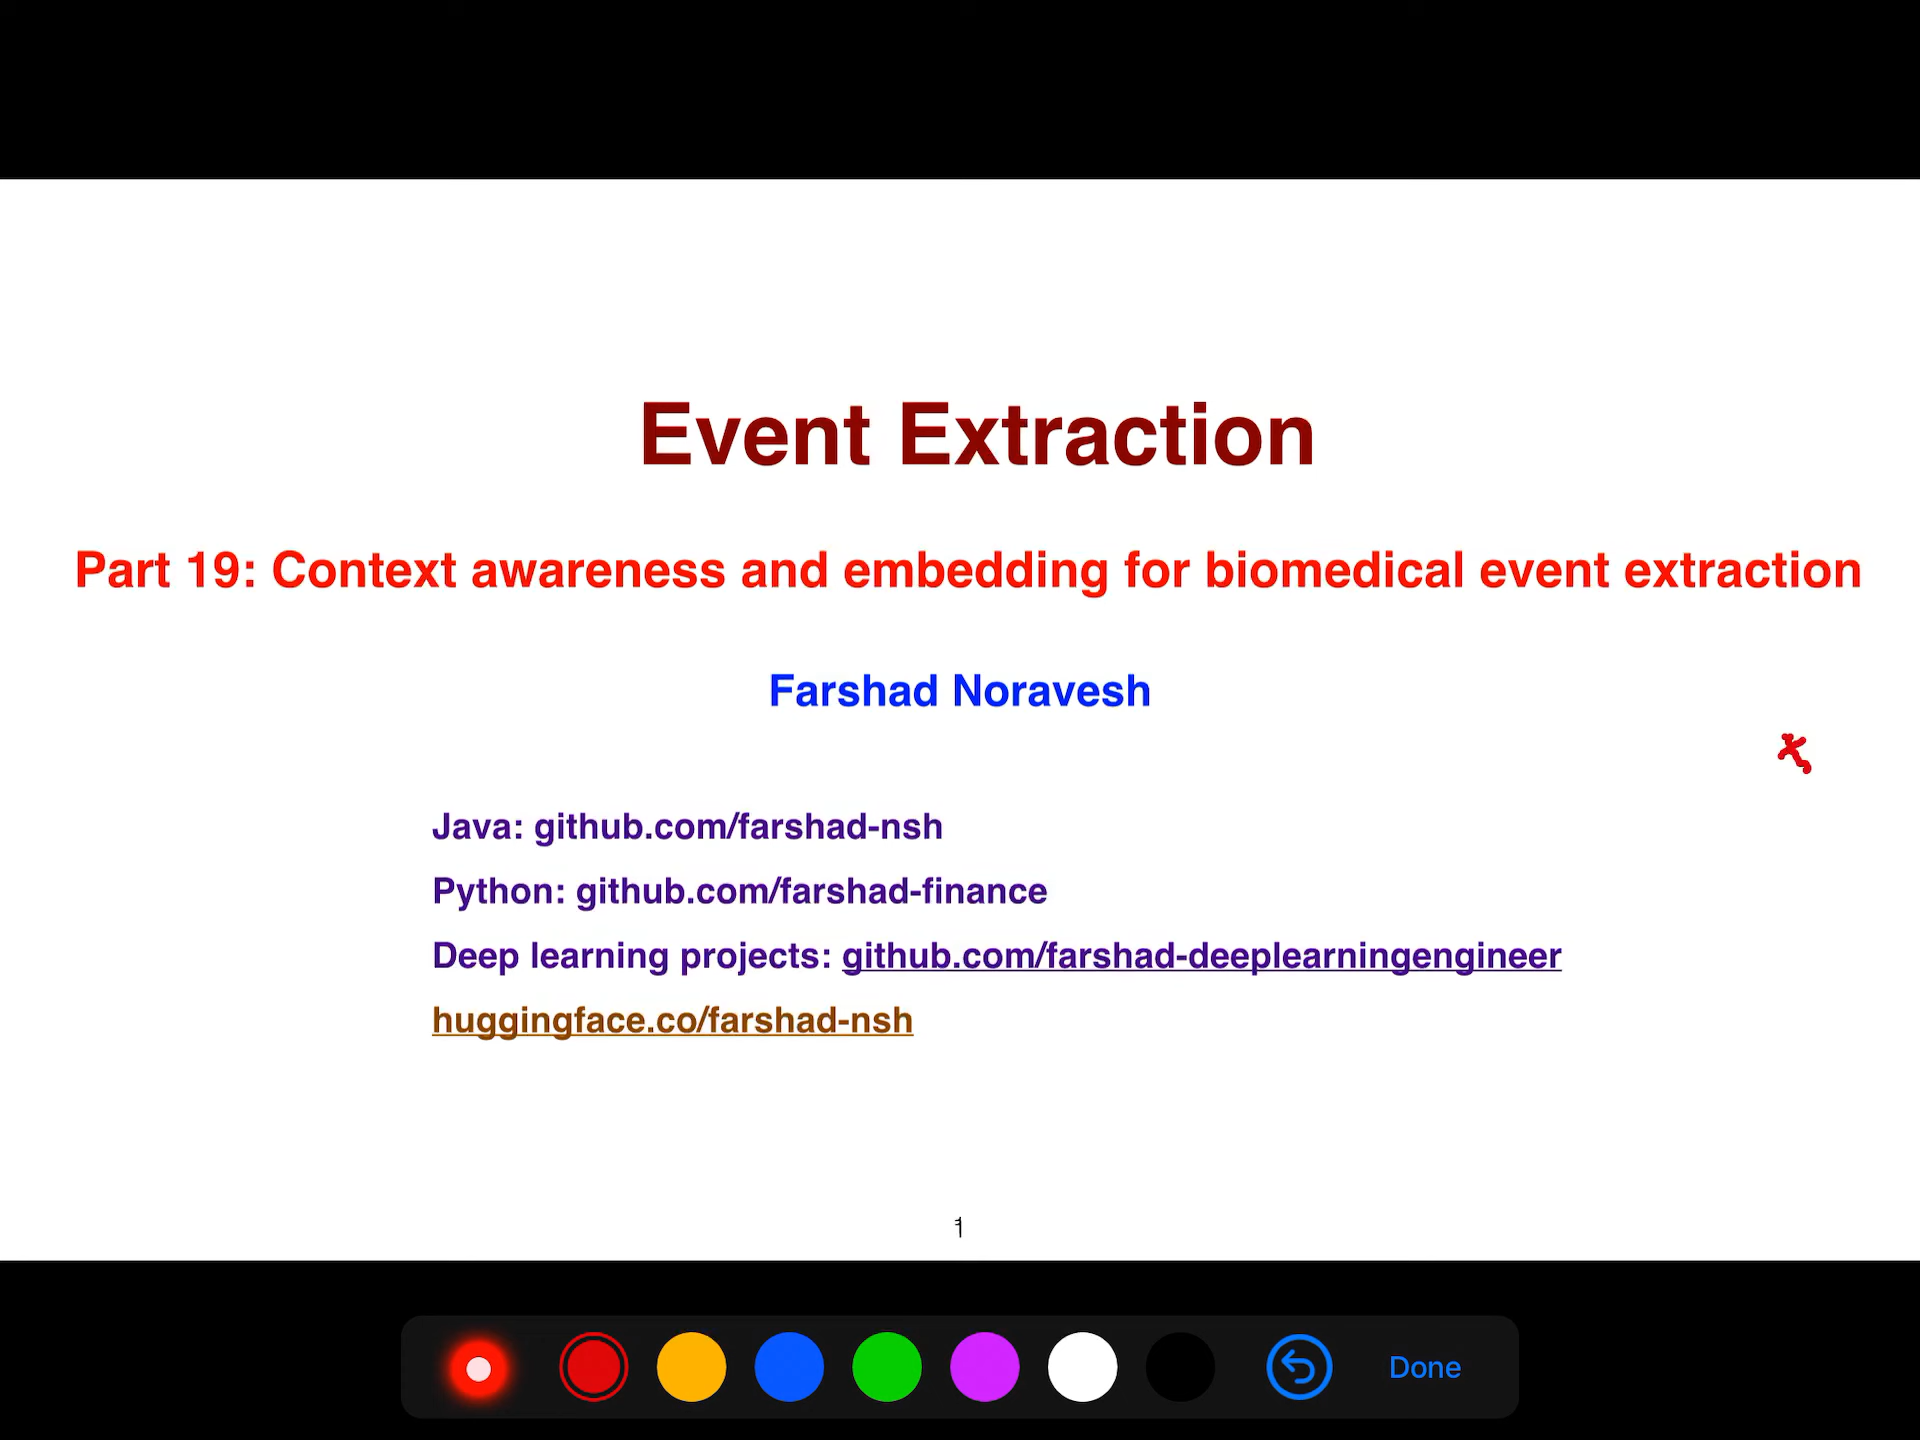 Event Extraction
Part 19: Context awareness and embedding for biomedical event extraction
Farshad Noravesh
Java: github.com/farshad-nsh
Python: github.com/farshad-finance
Deep learning projects: github.com/farshad-deeplearningengineer
huggingface.co/farshad-nsh
1
Done